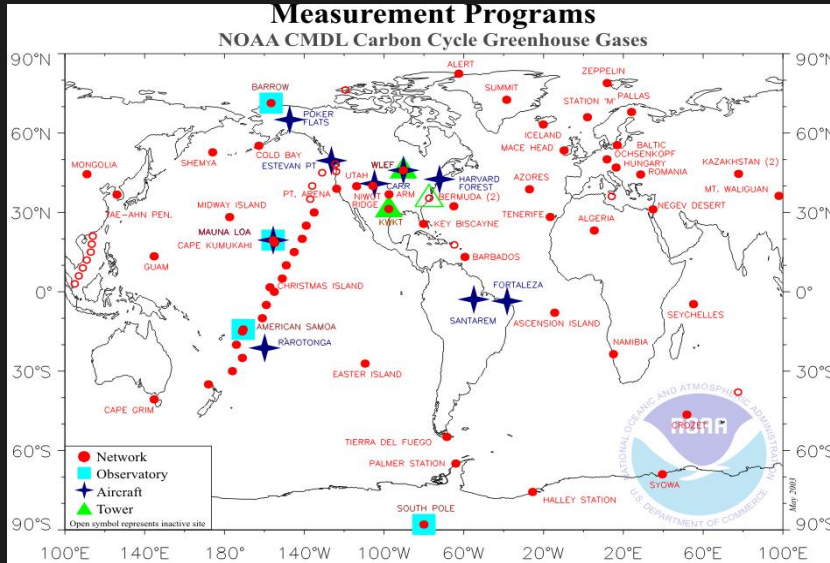 Measurement Programs
NOAA CMDL Carbon Cycle Greenhouse Gases
90°N
60°N
30°N
0°
30°S
60°S
90°S
ALERT
ZEPPELIN
BARROW
SUMMIT
STATION "M"
PALLAS
POKER
FLATS
ICELAND
MACE HEAD
BALTIC
OCHSENKOPF
HUNGARY
ROMANIA
SHEMYA
COLD BAY
ESTEVAN PT
MONGOLIA
UTAH
WLEF
HARVARD
FOREST
CARR
NIWOT
RIDGE
ARM
KWKT
PT. ARENA
AZORES
KAZAKHSTAN (2)
MT. WALIGUAN
TAE-AHN PEN.
MIDWAY ISLAND
BERMUDA (2)
KEY BISCAYNE
TENERIFE
ALGERIA
NEGEV DESERT
MAUNA LOA
CAPE KUMUKAHI
GUAM
BARBADOS
CHRISTMAS ISLAND
FORTALEZA
SANTAREM
ASCENSION ISLAND
SEYCHELLES
AMERICAN SAMOA
RAROTONGA
NAMIBIA
EASTER ISLAND
CAPE GRIM
CROZET
TIERRA DEL FUEGO
PALMER STATION
HALLEY STATION
SYOWA
SOUTH POLE
Network
Observatory
Aircraft
Tower
Open symbol represents inactive site
NOAA
NATIONAL OCEANIC AND ATMOSPHERIC ADMINISTRATION
U.S. DEPARTMENT OF COMMERCE
May 2003
100°E
140°E
180°
140°W
100°W
60°W
20°W
20°E
60°E
100°E